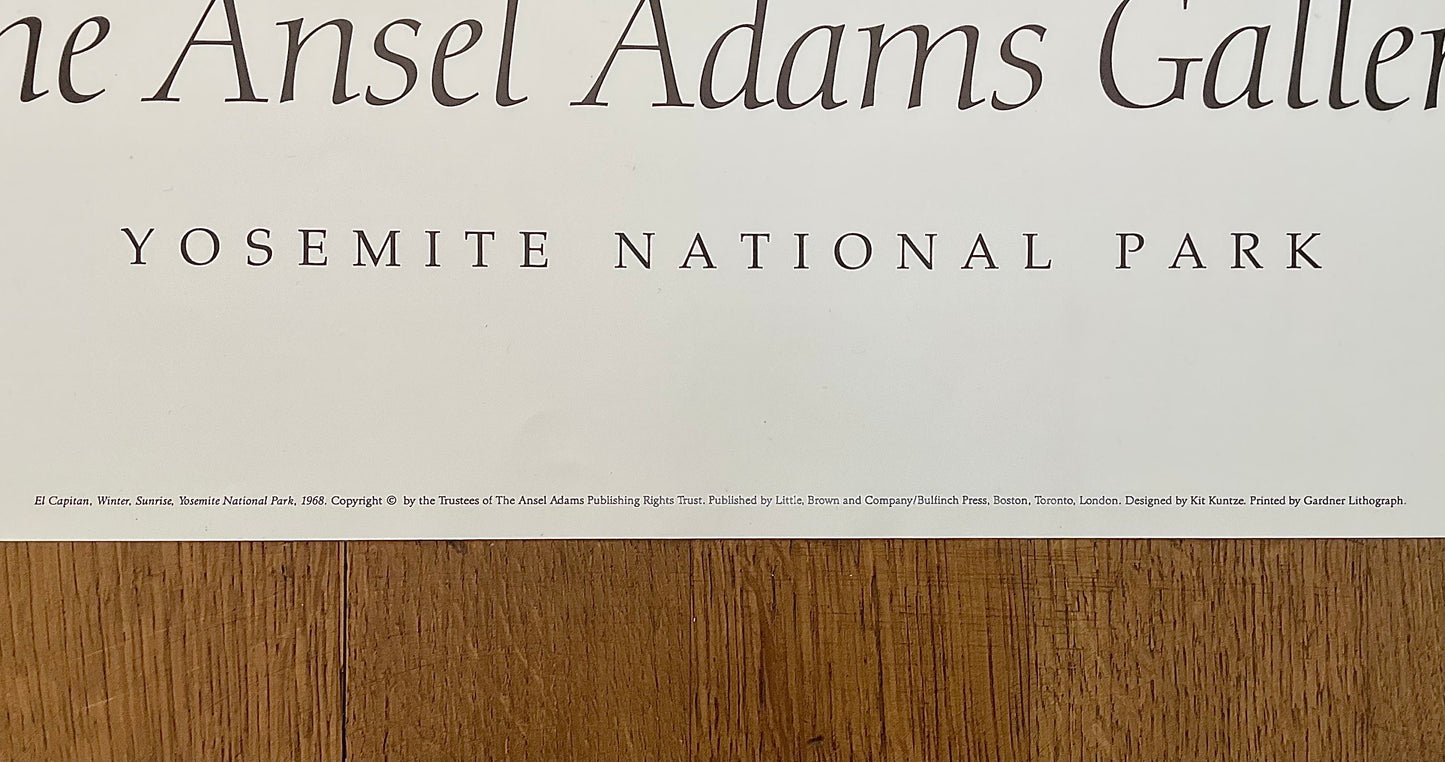 he Ansel Adams Galler
YOSEMITE NATIONAL PARK
El Capitan, Winter, Sunrise, Yosemite National Park, 1968. Copyright © by the Trustees of The Ansel Adams Publishing Rights Trust. Published by Little, Brown and Company/Bulfinch Press, Boston, Toronto, London. Designed by Kit Kuntze. Printed by Gardner Lithograph.